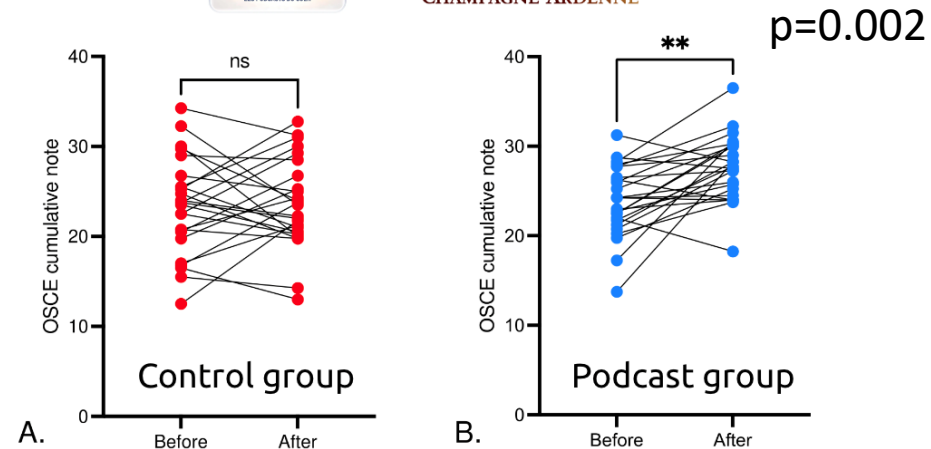 CHAMPAGNE-ARDENNE
p=0.002
ns
**
40
30
20
10
0
OSCE cumulative note
Control group
Before
After
A.
40
30
20
10
0
OSCE cumulative note
Podcast group
Before
After
B.